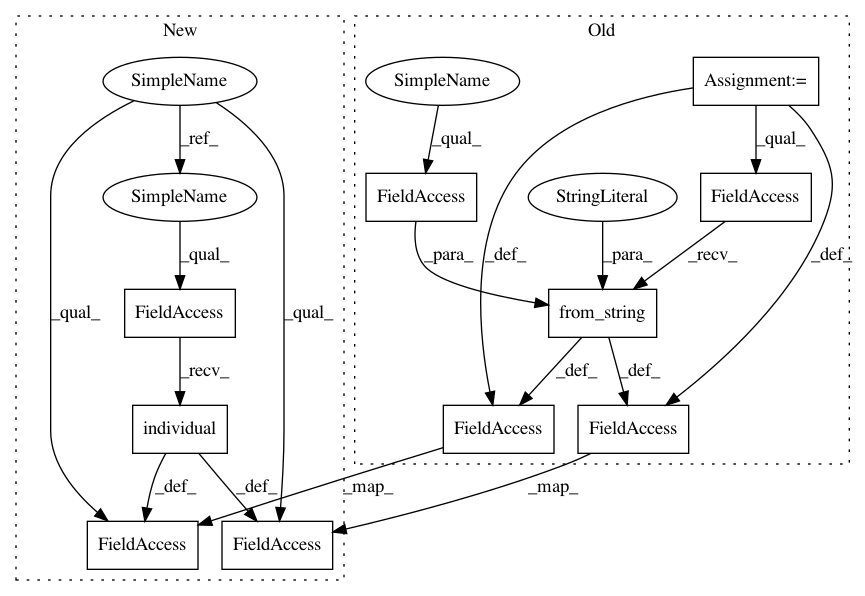 New
Old
SimpleName
SimpleName
Assignment:=
_ref_
_qual_
_qual_
SimpleName
FieldAccess
StringLiteral
FieldAccess
_qual_
_para_
_para_
_recv_
_def_
_def_
_qual_
FieldAccess
_qual_
from_string
_recv_
_def_
_def_
individual
FieldAccess
FieldAccess
_def_
_def_
_map_
_map_
FieldAccess
FieldAccess